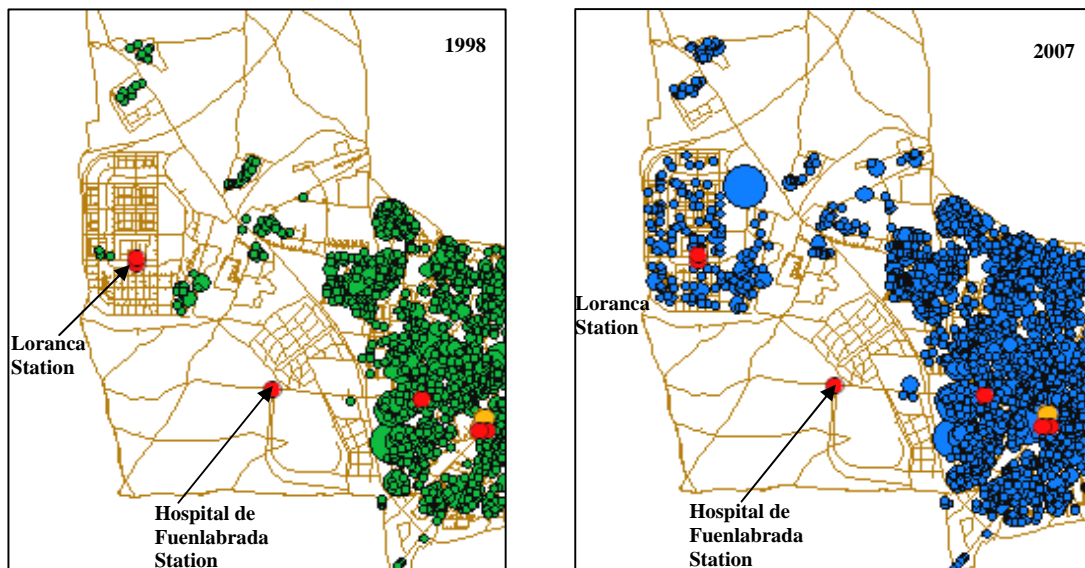 1998
Loranca
Station
Hospital de
Fuenlabrada
Station
2007
Loranca
Station
Hospital de
Fuenlabrada
Station